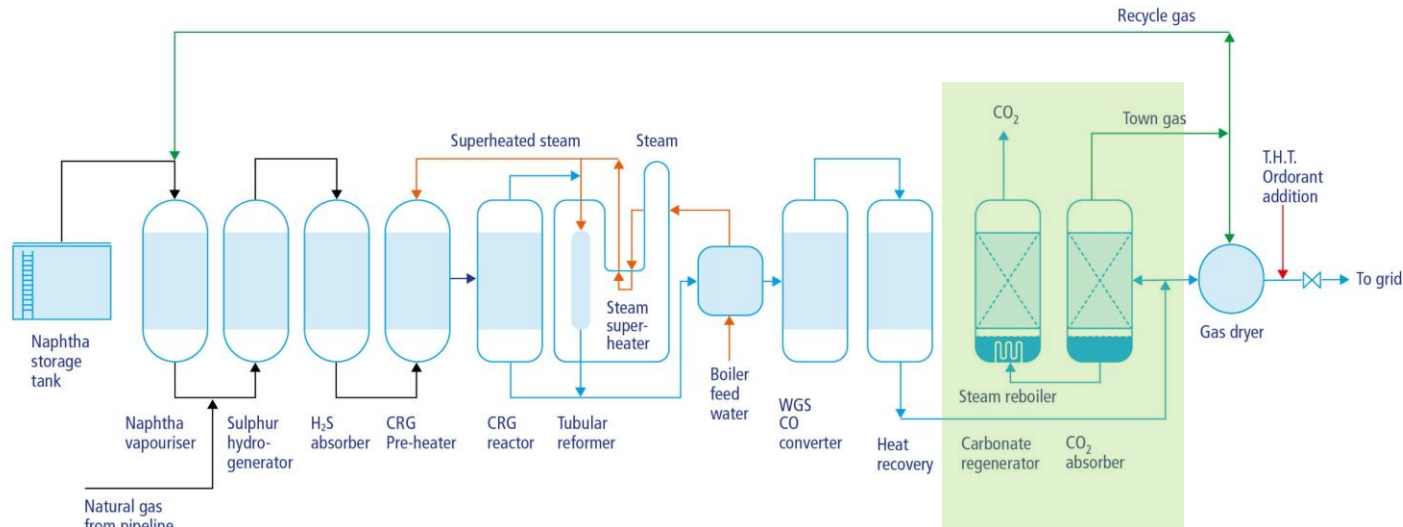 Recycle gas
CO2
Town gas
Superheated steam
Steam
T.H.T.
Ordorant
addition
Naphtha
storage
tank
Steam
super-
heater
To grid
Gas dryer
Boiler
feed
water
Steam reboiler
Naphtha
vapouriser
Sulphur
hydro-
generator
H2S
absorber
CRG
Pre-heater
CRG
reactor
Tubular
reformer
WGS
CO
converter
Heat
recovery
Carbonate
regenerator
CO2
absorber
Natural gas
from pipeline